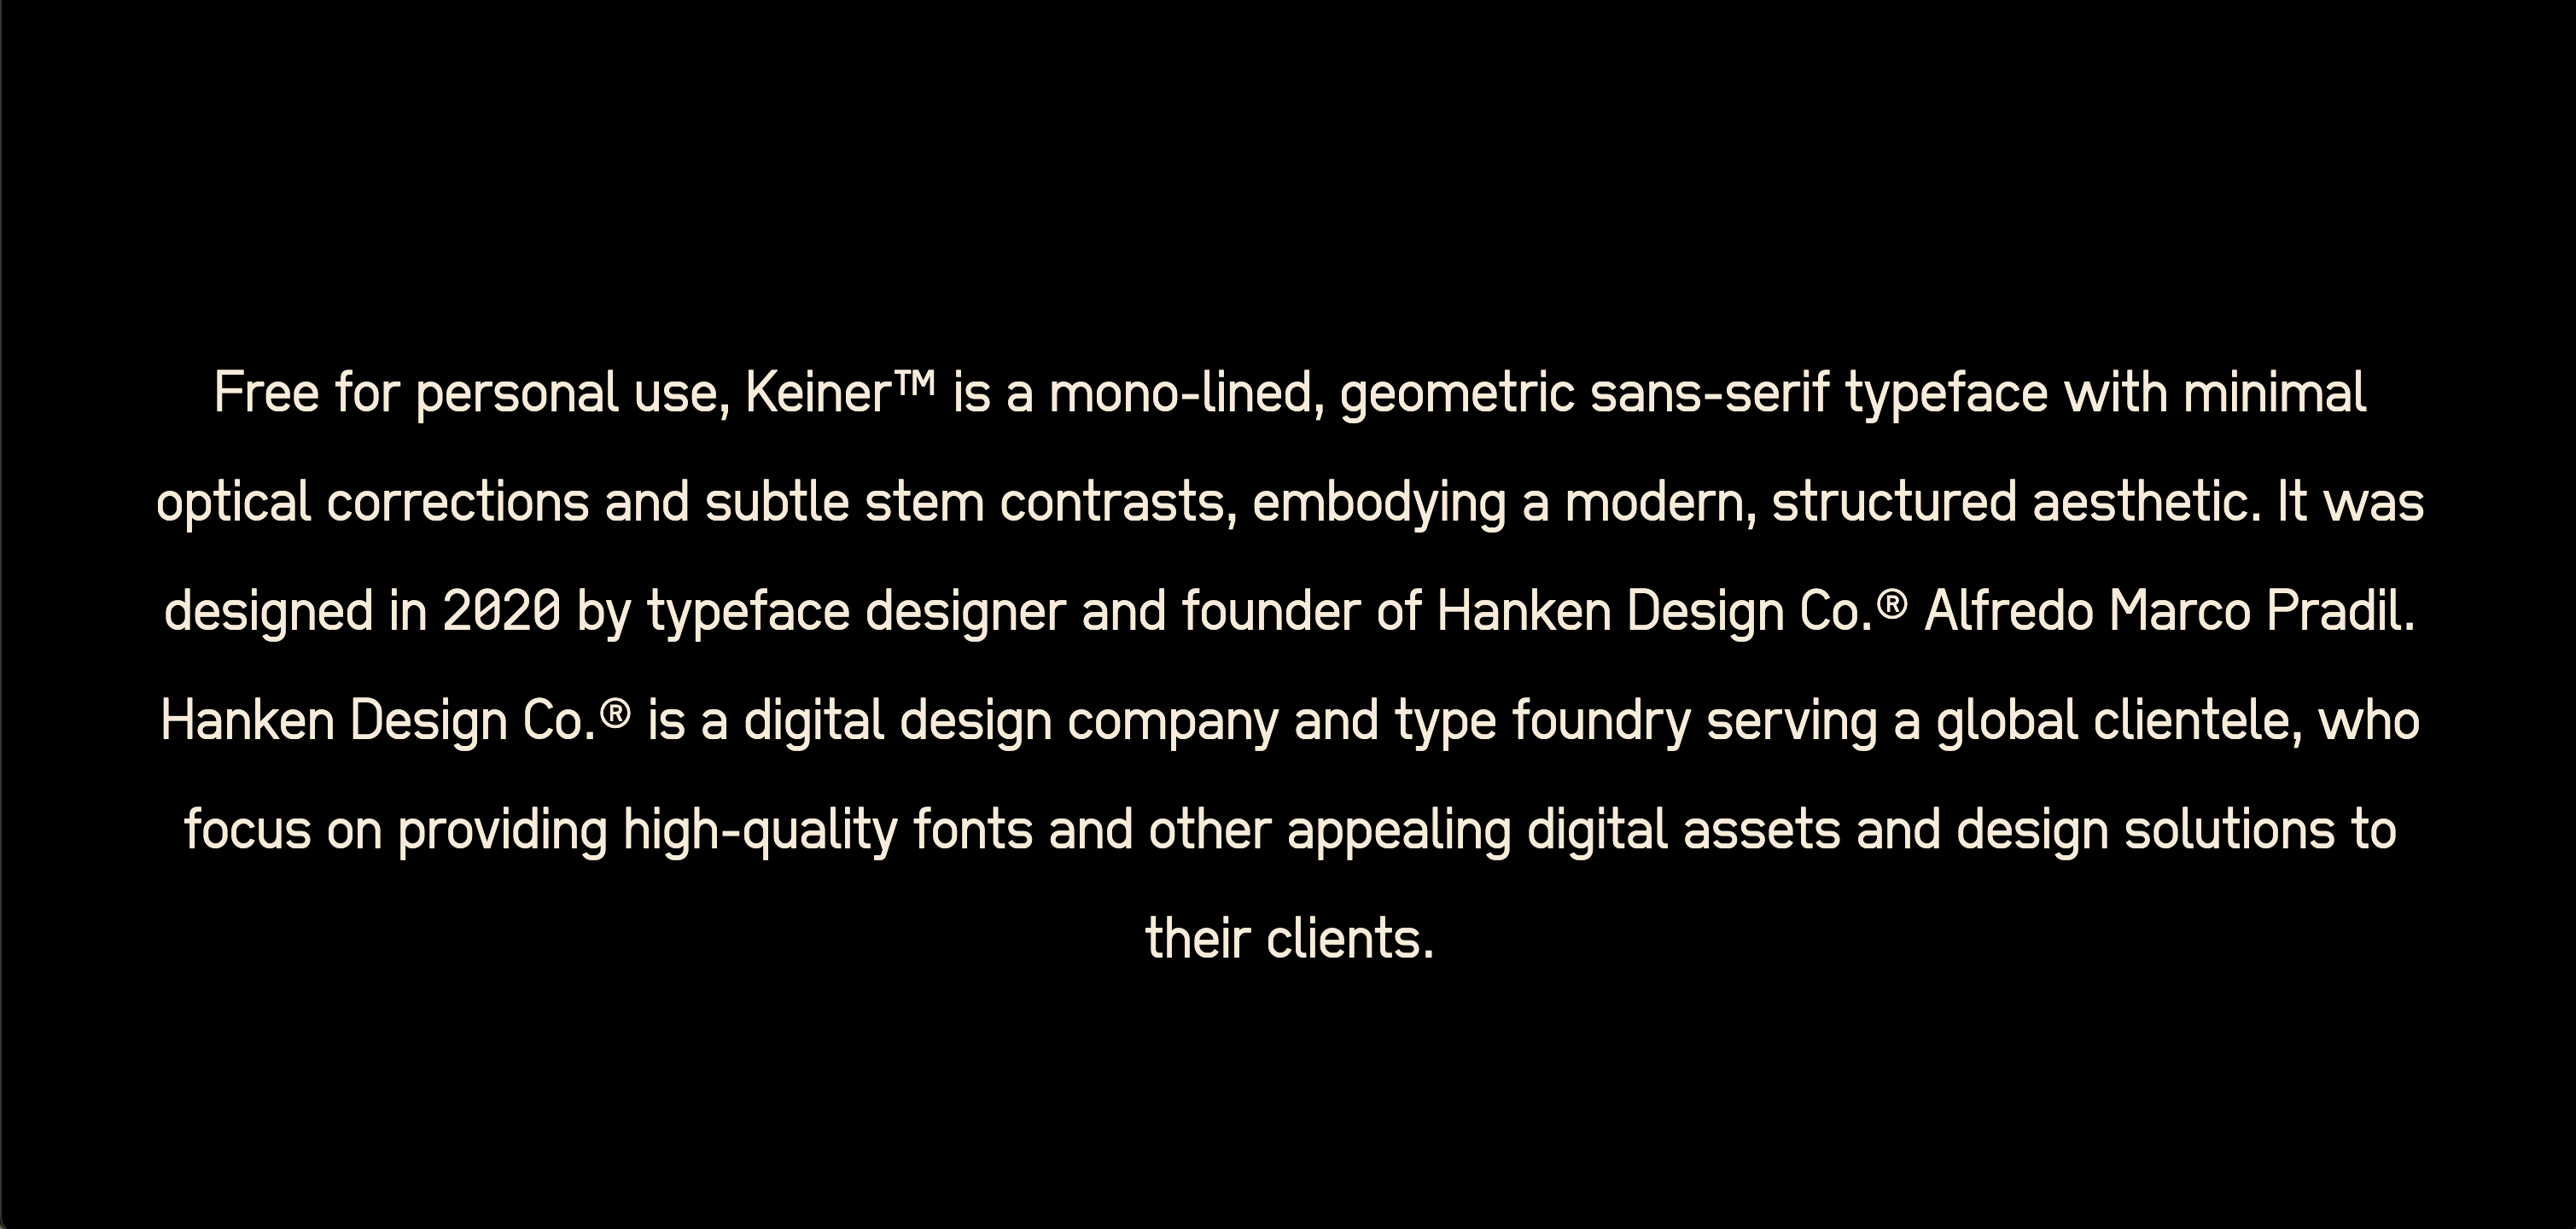 Free for personal use, Keiner™ is a mono-lined, geometric sans-serif typeface with minimal
optical corrections and subtle stem contrasts, embodying a modern, structured aesthetic. It was
designed in 2020 by typeface designer and founder of Hanken Design Co.® Alfredo Marco Pradil.
Hanken Design Co.® is a digital design company and type foundry serving a global clientele, who
focus on providing high-quality fonts and other appealing digital assets and design solutions to
their clients.